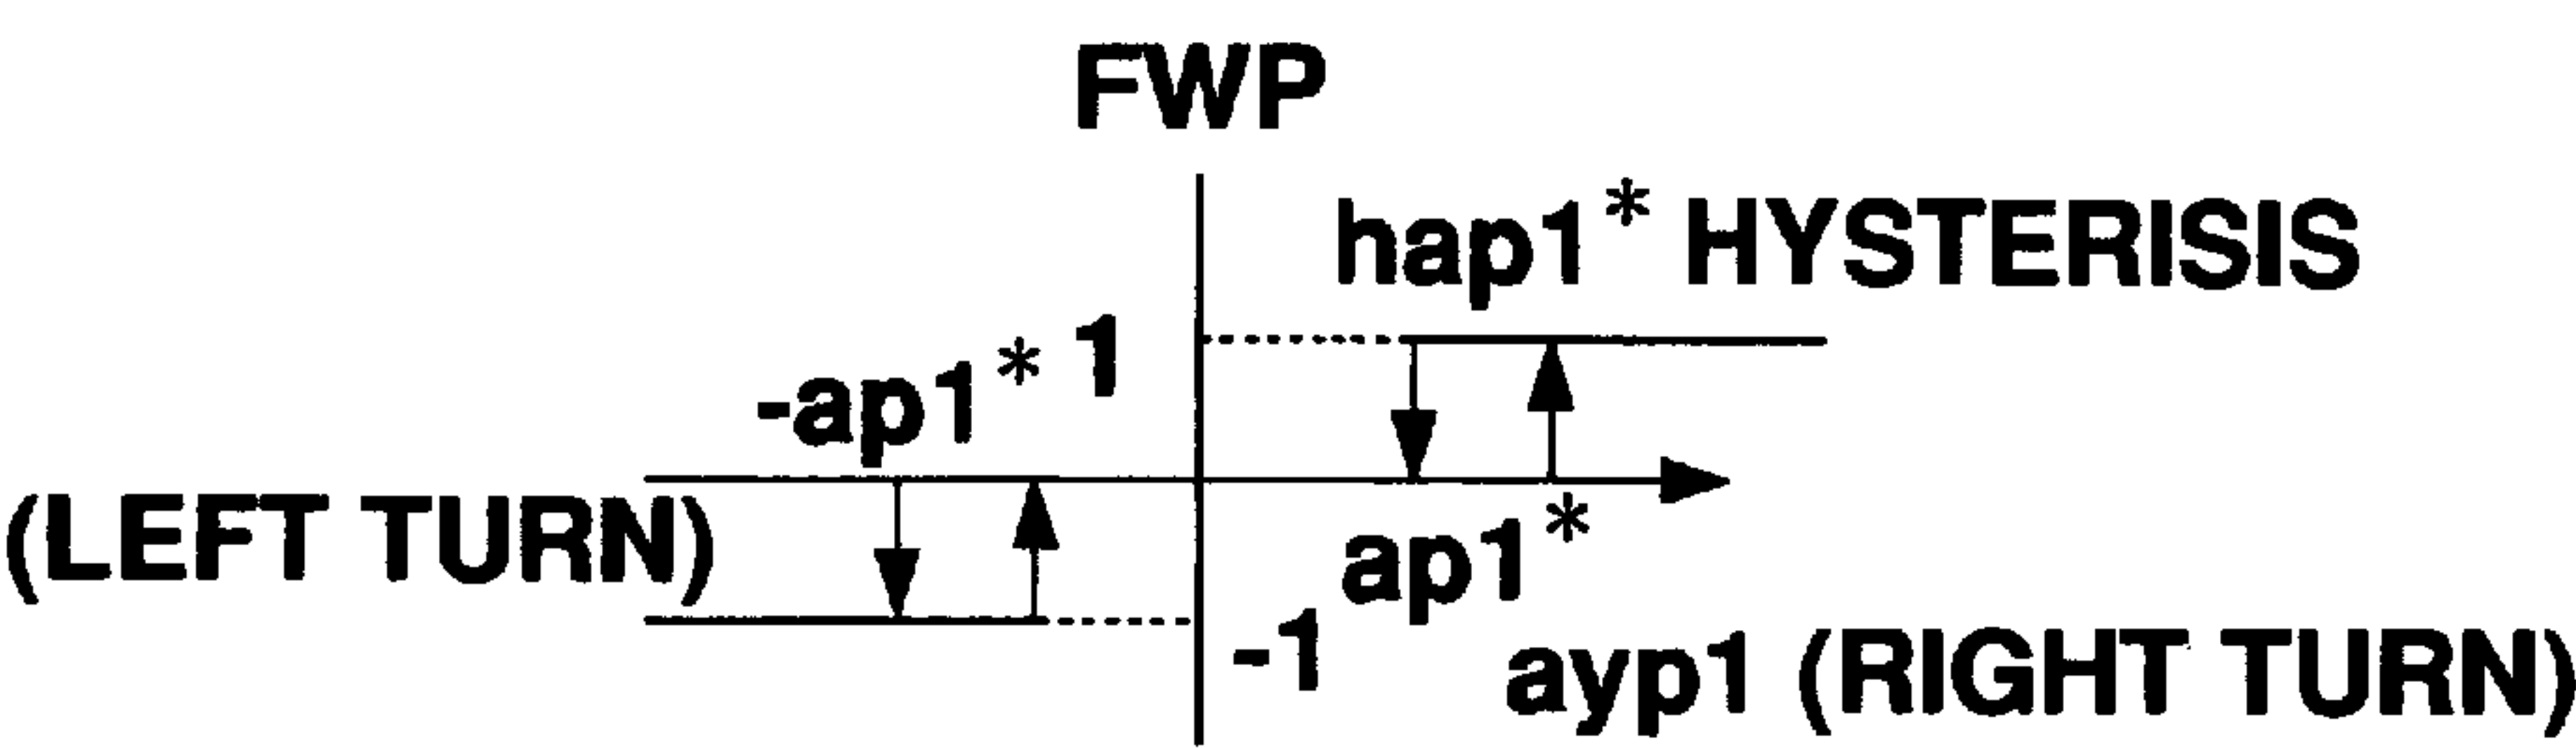 FWP
hap1* HYSTERISIS
-ap1* 1
(LEFT TURN)
ap1*
-1
ayp1 (RIGHT TURN)